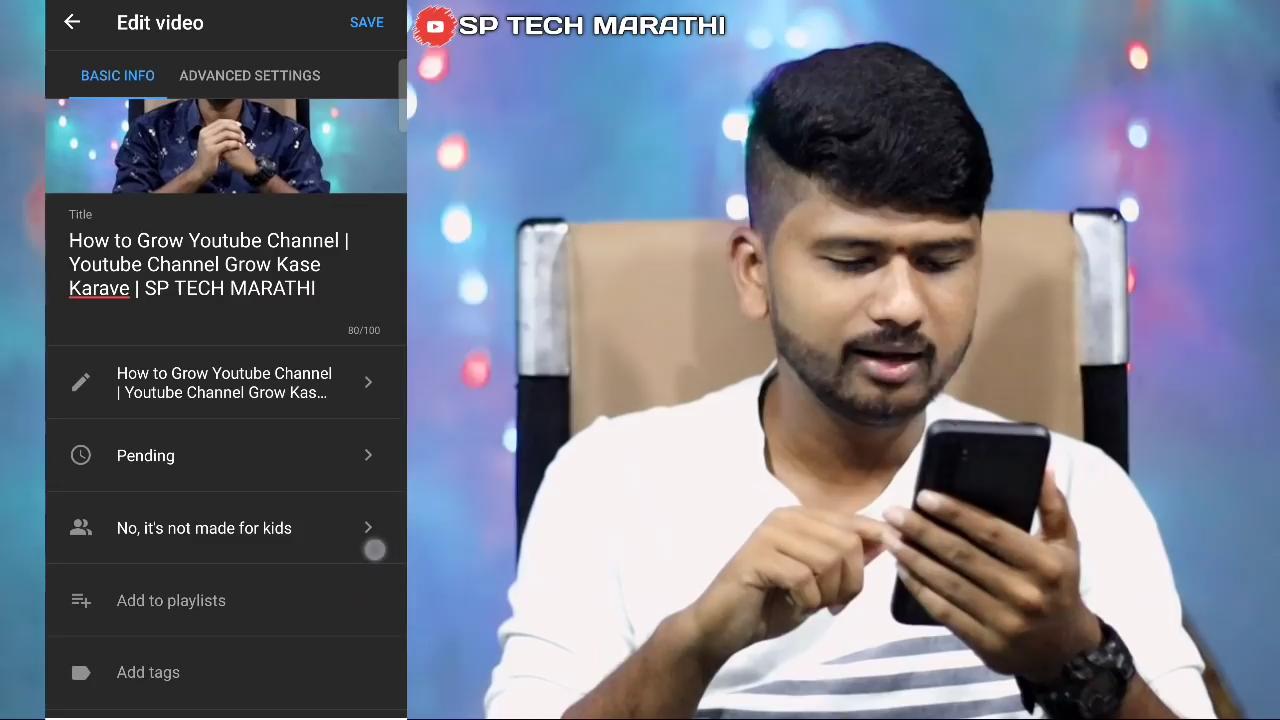 Edit video
SAVE
SP TECH MARATHI
BASIC INFO
ADVANCED SETTINGS
Title
How to Grow Youtube Channel |
Youtube Channel Grow Kase
Karave | SP TECH MARATHI
80/100
How to Grow Youtube Channel
| Youtube Channel Grow Kas...
Pending
No, it's not made for kids
Add to playlists
Add tags